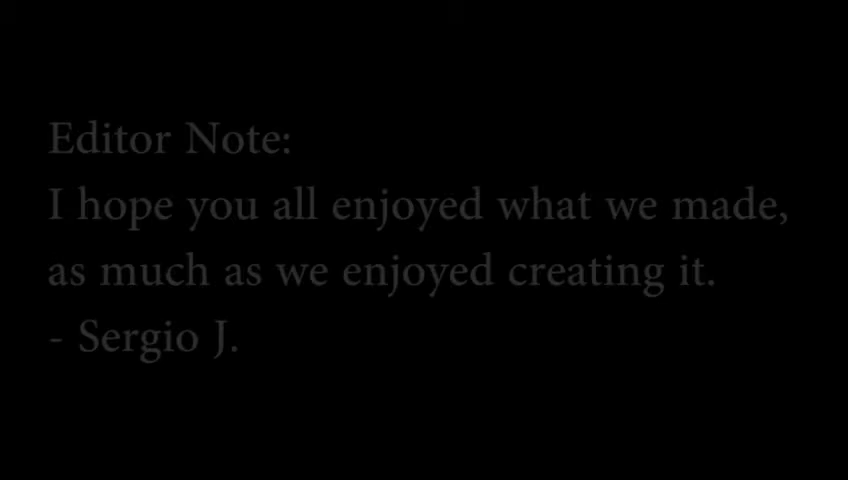 Editor Note:
I hope you all enjoyed what we made,
as much as we enjoyed creating it.
- Sergio J.